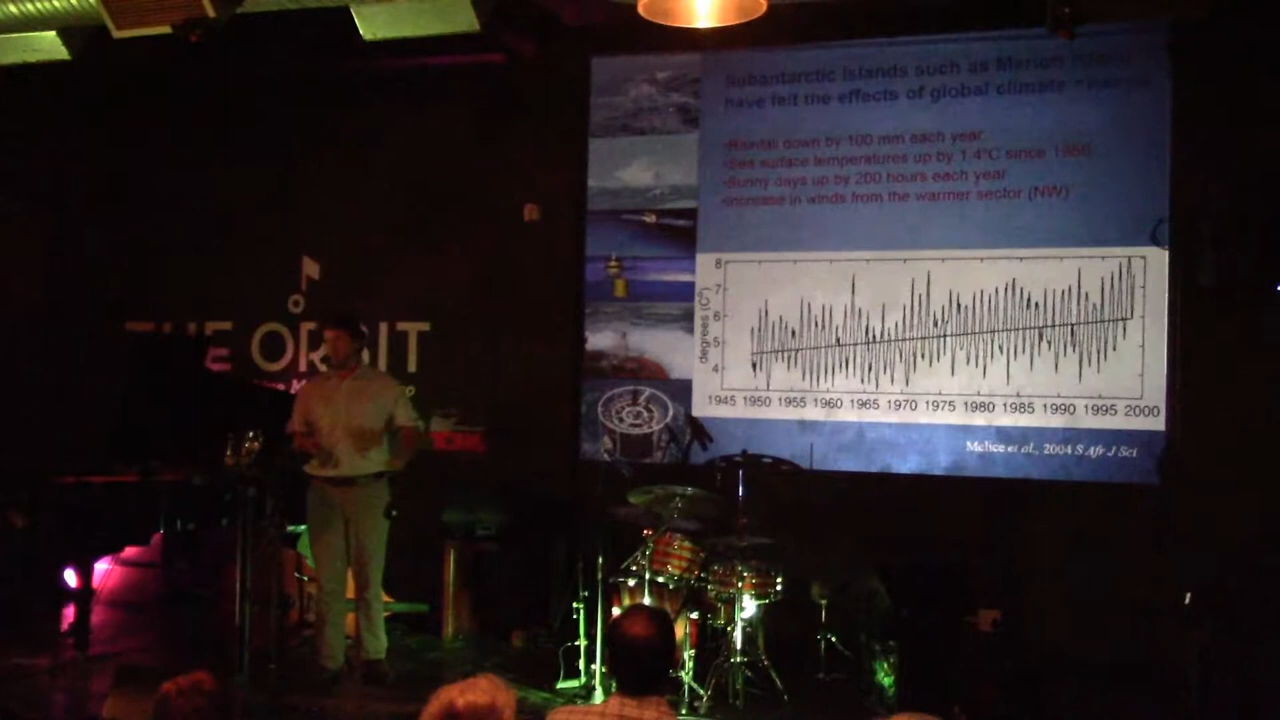 Subantarctic islands such as Marion
have felt the effects of global climate
•Rainfall down by 100 mm each year
•Sea surface temperatures up by 1.4°C since
•Sunny days up by 200 hours each year
•Increase in winds from the warmer sector (NW)
8
7
6
5
4
degrees (C°)
1945 1950 1955 1960 1965 1970 1975 1980 1985 1990 1995 2000
Melice et al., 2004 S Afr J Sci
THE ORBIT